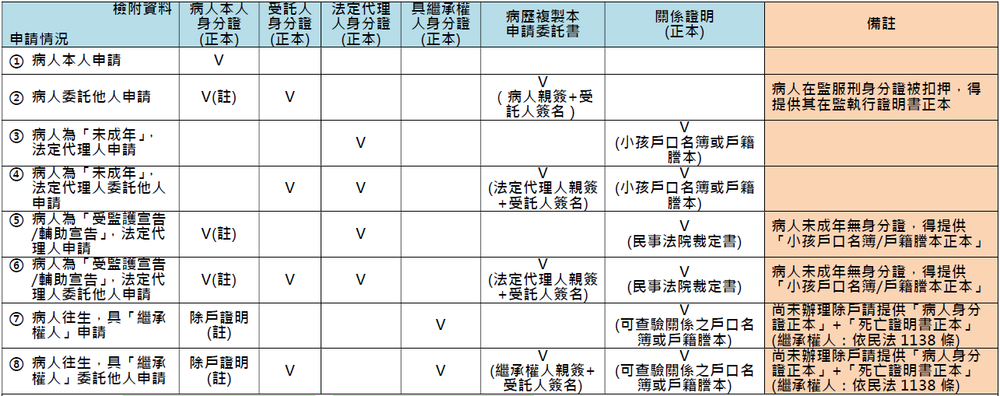 檢附資料
申請情況
病人本人
身分證
(正本)
受託人
身分證
(正本)
法定代理
人身分證
(正本)
具繼承權
人身分證
(正本)
病歷複製本
申請委託書
關係證明
(正本)
備註
① 病人本人申請
V
② 病人委託他人申請
V(註)
V
V
(病人親簽+受
託人簽名)
病人在監服刑身分證被扣押，得
提供其在監執行證明書正本
③ 病人為「未成年」，
法定代理人申請
V
V
(小孩戶口名簿或戶籍
謄本)
④ 病人為「未成年」，
法定代理人委託他人
申請
V
V
V
(法定代理人親簽
+受託人簽名)
V
(小孩戶口名簿或戶籍
謄本)
⑤ 病人為「受監護宣告
/輔助宣告」，法定代
理人申請
V(註)
V
V
(民事法院裁定書)
病人未成年無身分證，得提供
「小孩戶口名簿/戶籍謄本正本」
⑥ 病人為「受監護宣告
/輔助宣告」，法定代
理人委託他人申請
V(註)
V
V
V
(法定代理人親簽
+受託人簽名)
V
(民事法院裁定書)
病人未成年無身分證，得提供
「小孩戶口名簿/戶籍謄本正本」
⑦ 病人往生，具「繼承
權人」申請
除戶證明
(註)
V
V
(可查驗關係之戶口名
簿或戶籍謄本)
尚未辦理除戶請提供「病人身分
證正本」+「死亡證明書正本」
(繼承權人：依民法 1138 條)
⑧ 病人往生，具「繼承
權人」委託他人申請
除戶證明
(註)
V
V
V
(繼承權人親簽+
受託人簽名)
V
(可查驗關係之戶口名
簿或戶籍謄本)
尚未辦理除戶請提供「病人身分
證正本」+「死亡證明書正本」
(繼承權人：依民法 1138 條)